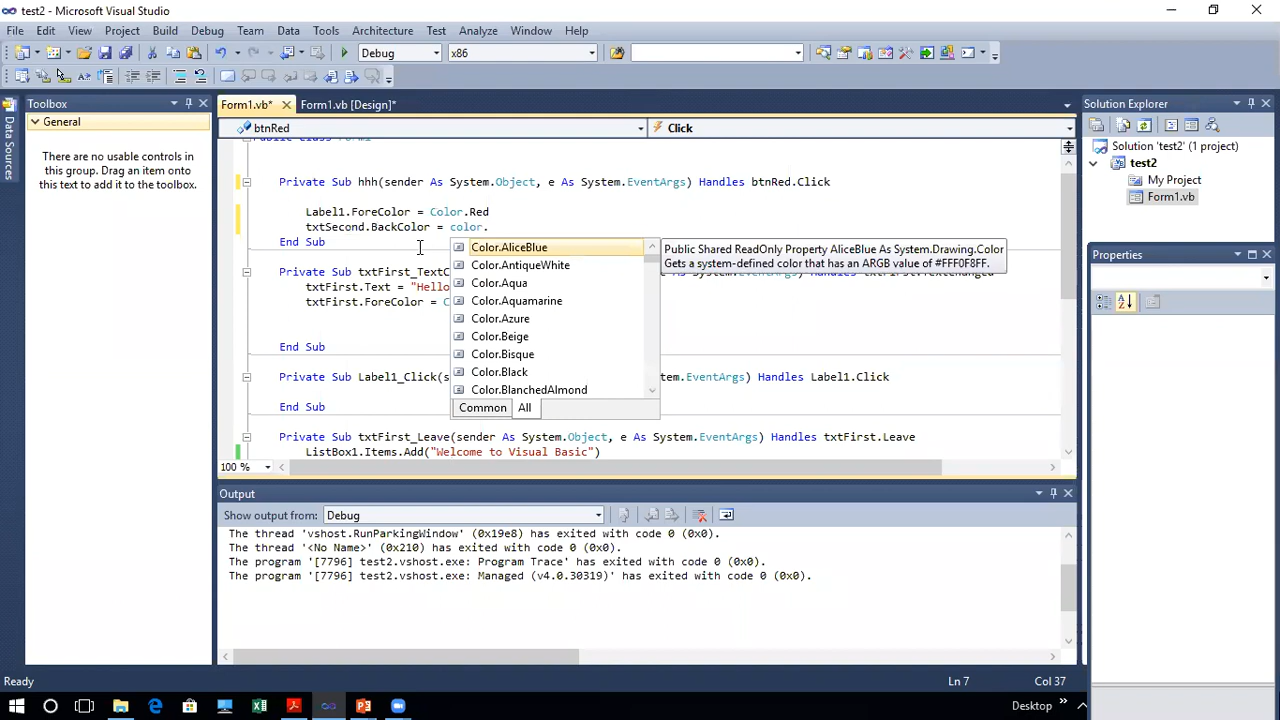 test2 - Microsoft Visual Studio
File Edit View Project Build Debug Team Data Tools Architecture Test Analyze Window Help
Debug x86
Data Sources
Toolbox
General
There are no usable controls in
this group. Drag an item onto
this text to add it to the toolbox.
Form1.vb* Form1.vb [Design]*
btnRed Click
Private Sub hhh(sender As System.Object, e As System.EventArgs) Handles btnRed.Click
Label1.ForeColor = Color.Red
txtSecond.BackColor = color.
End Sub
Private Sub txtFirst_TextC
txtFirst.Text = "Hello
txtFirst.ForeColor = C
End Sub
Private Sub Label1_Click(s
stem.EventArgs) Handles Label1.Click
End Sub
Private Sub txtFirst_Leave(sender As System.Object, e As System.EventArgs) Handles txtFirst.Leave
ListBox1.Items.Add("Welcome to Visual Basic")
Color.AliceBlue
Color.AntiqueWhite
Color.Aqua
Color.Aquamarine
Color.Azure
Color.Beige
Color.Bisque
Color.Black
Color.BlanchedAlmond
Common All
Public Shared ReadOnly Property AliceBlue As System.Drawing.Color
Gets a system-defined color that has an ARGB value of #FFF0F8FF.
100 %
Output
Show output from: Debug
The thread 'vshost.RunParkingWindow' (0x19e8) has exited with code 0 (0x0).
The thread '<No Name>' (0x210) has exited with code 0 (0x0).
The program '[7796] test2.vshost.exe: Program Trace' has exited with code 0 (0x0).
The program '[7796] test2.vshost.exe: Managed (v4.0.30319)' has exited with code 0 (0x0).
Solution Explorer
Solution 'test2' (1 project)
test2
My Project
Form1.vb
Properties
Ready Ln 7 Col 37
Desktop